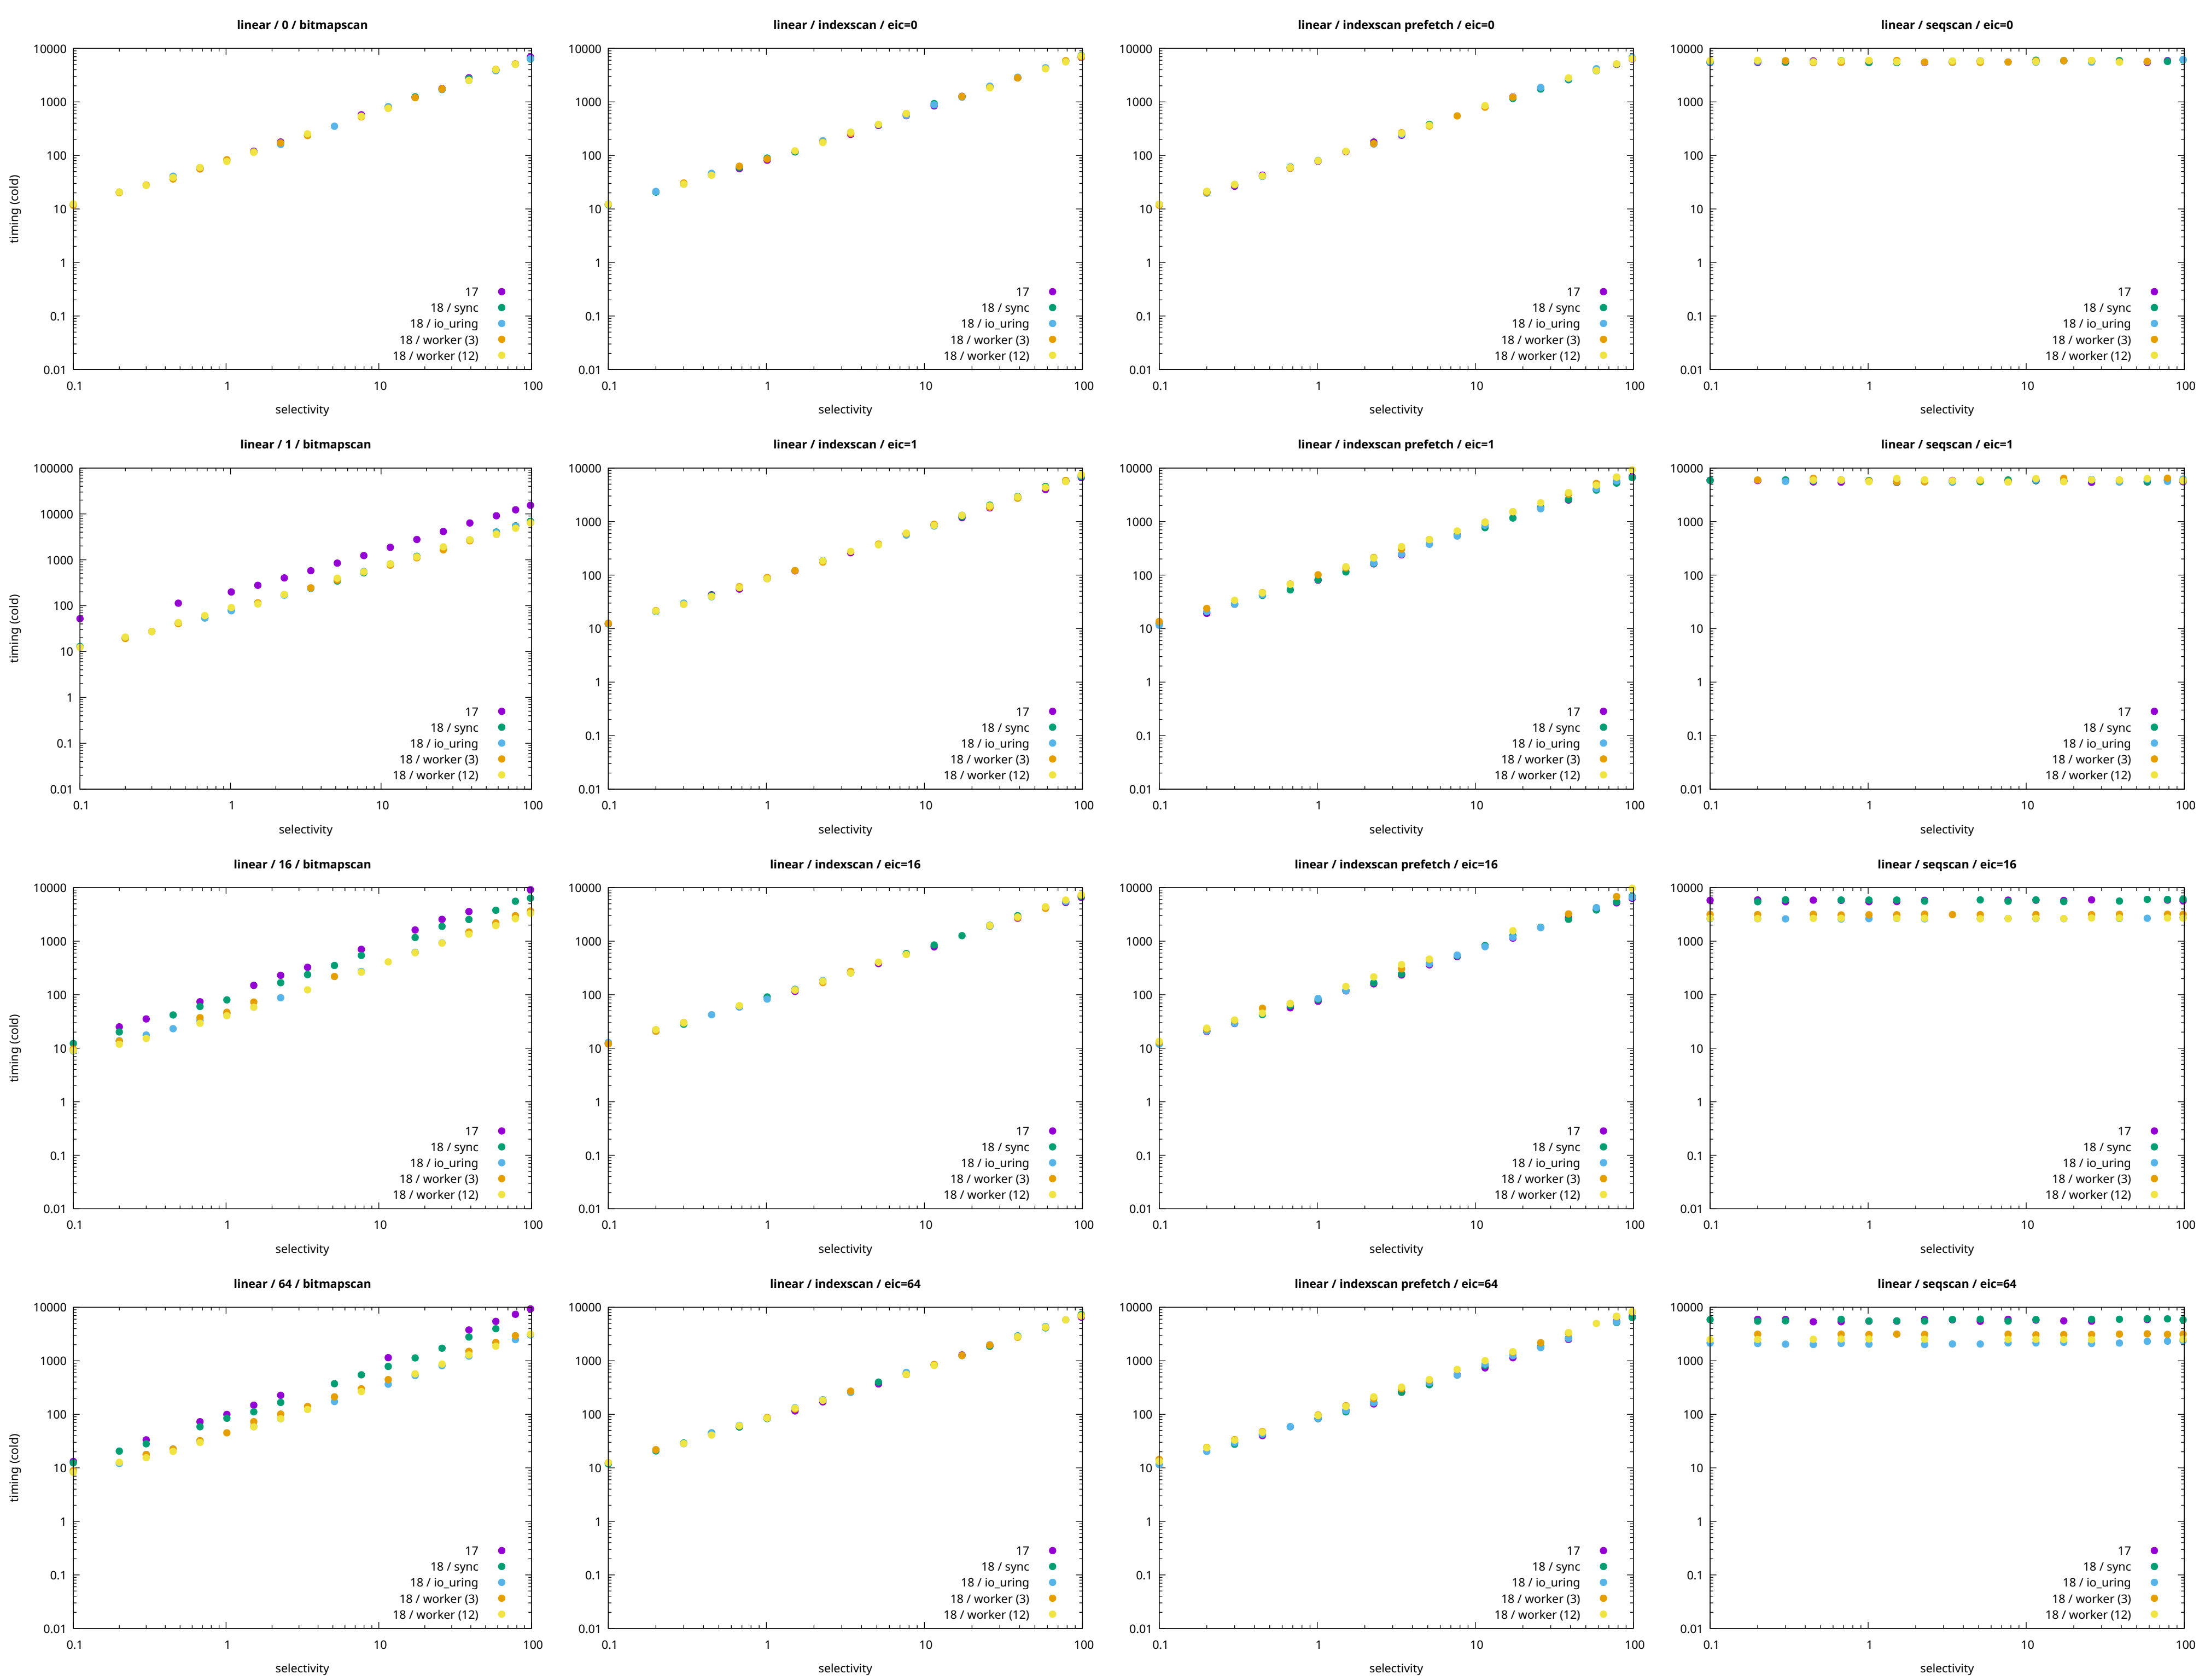 linear / 0 / bitmapscan
timing (cold)
10000
1000
100
10
1
0.1
0.01
17
18 / sync
18 / io_uring
18 / worker (3)
18 / worker (12)
0.1 1 10 100
selectivity
linear / indexscan / eic=0
10000
1000
100
10
1
0.1
0.01
17
18 / sync
18 / io_uring
18 / worker (3)
18 / worker (12)
0.1 1 10 100
selectivity
linear / indexscan prefetch / eic=0
10000
1000
100
10
1
0.1
0.01
17
18 / sync
18 / io_uring
18 / worker (3)
18 / worker (12)
0.1 1 10 100
selectivity
linear / seqscan / eic=0
10000
1000
100
10
1
0.1
0.01
17
18 / sync
18 / io_uring
18 / worker (3)
18 / worker (12)
0.1 1 10 100
selectivity
linear / 1 / bitmapscan
timing (cold)
100000
10000
1000
100
10
1
0.1
0.01
17
18 / sync
18 / io_uring
18 / worker (3)
18 / worker (12)
0.1 1 10 100
selectivity
linear / indexscan / eic=1
10000
1000
100
10
1
0.1
0.01
17
18 / sync
18 / io_uring
18 / worker (3)
18 / worker (12)
0.1 1 10 100
selectivity
linear / indexscan prefetch / eic=1
10000
1000
100
10
1
0.1
0.01
17
18 / sync
18 / io_uring
18 / worker (3)
18 / worker (12)
0.1 1 10 100
selectivity
linear / seqscan / eic=1
10000
1000
100
10
1
0.1
0.01
17
18 / sync
18 / io_uring
18 / worker (3)
18 / worker (12)
0.1 1 10 100
selectivity
linear / 16 / bitmapscan
timing (cold)
10000
1000
100
10
1
0.1
0.01
17
18 / sync
18 / io_uring
18 / worker (3)
18 / worker (12)
0.1 1 10 100
selectivity
linear / indexscan / eic=16
10000
1000
100
10
1
0.1
0.01
17
18 / sync
18 / io_uring
18 / worker (3)
18 / worker (12)
0.1 1 10 100
selectivity
linear / indexscan prefetch / eic=16
10000
1000
100
10
1
0.1
0.01
17
18 / sync
18 / io_uring
18 / worker (3)
18 / worker (12)
0.1 1 10 100
selectivity
linear / seqscan / eic=16
10000
1000
100
10
1
0.1
0.01
17
18 / sync
18 / io_uring
18 / worker (3)
18 / worker (12)
0.1 1 10 100
selectivity
linear / 64 / bitmapscan
timing (cold)
10000
1000
100
10
1
0.1
0.01
17
18 / sync
18 / io_uring
18 / worker (3)
18 / worker (12)
0.1 1 10 100
selectivity
linear / indexscan / eic=64
10000
1000
100
10
1
0.1
0.01
17
18 / sync
18 / io_uring
18 / worker (3)
18 / worker (12)
0.1 1 10 100
selectivity
linear / indexscan prefetch / eic=64
10000
1000
100
10
1
0.1
0.01
17
18 / sync
18 / io_uring
18 / worker (3)
18 / worker (12)
0.1 1 10 100
selectivity
linear / seqscan / eic=64
10000
1000
100
10
1
0.1
0.01
17
18 / sync
18 / io_uring
18 / worker (3)
18 / worker (12)
0.1 1 10 100
selectivity